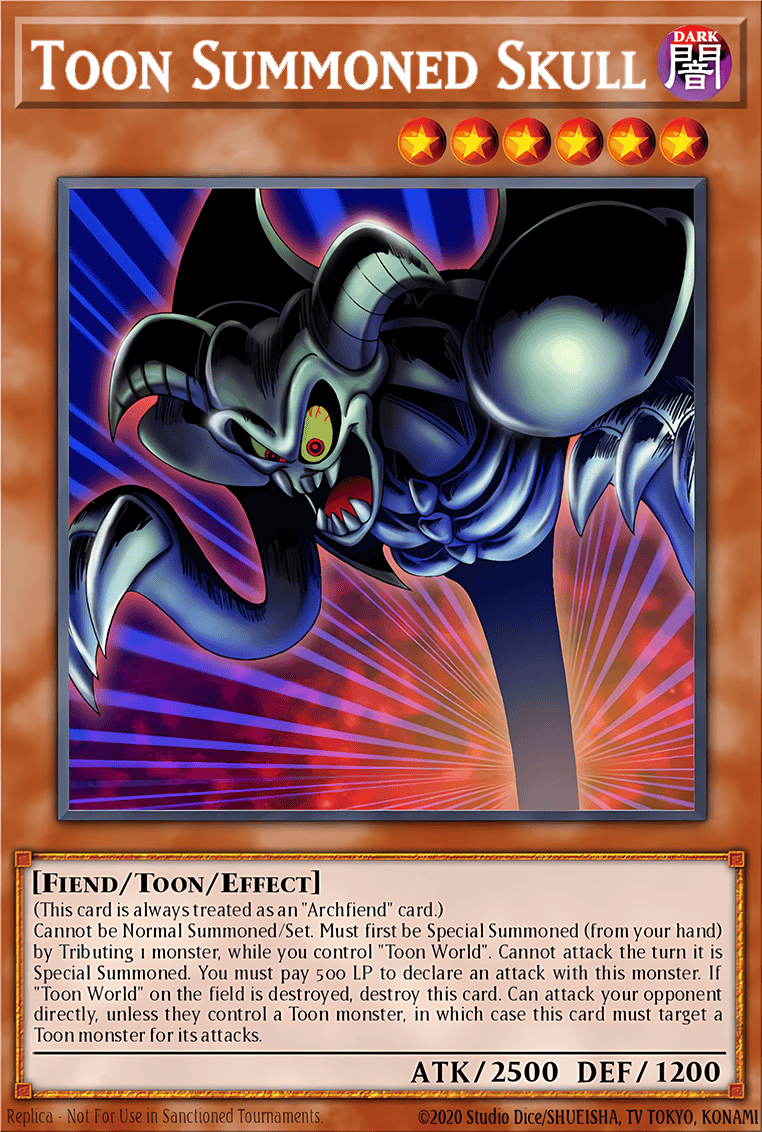 Toon Summoned Skull
DARK
闇
[Fiend/Toon/Effect]
(This card is always treated as an "Archfiend" card.)
Cannot be Normal Summoned/Set. Must first be Special Summoned (from your hand)
by Tributing 1 monster, while you control "Toon World". Cannot attack the turn it is
Special Summoned. You must pay 500 LP to declare an attack with this monster. If
"Toon World" on the field is destroyed, destroy this card. Can attack your opponent
directly, unless they control a Toon monster, in which case this card must target a
Toon monster for its attacks.
ATK/2500 DEF/1200
Replica - Not For Use in Sanctioned Tournaments.
©2020 Studio Dice/SHUEISHA, TV TOKYO, KONAMI